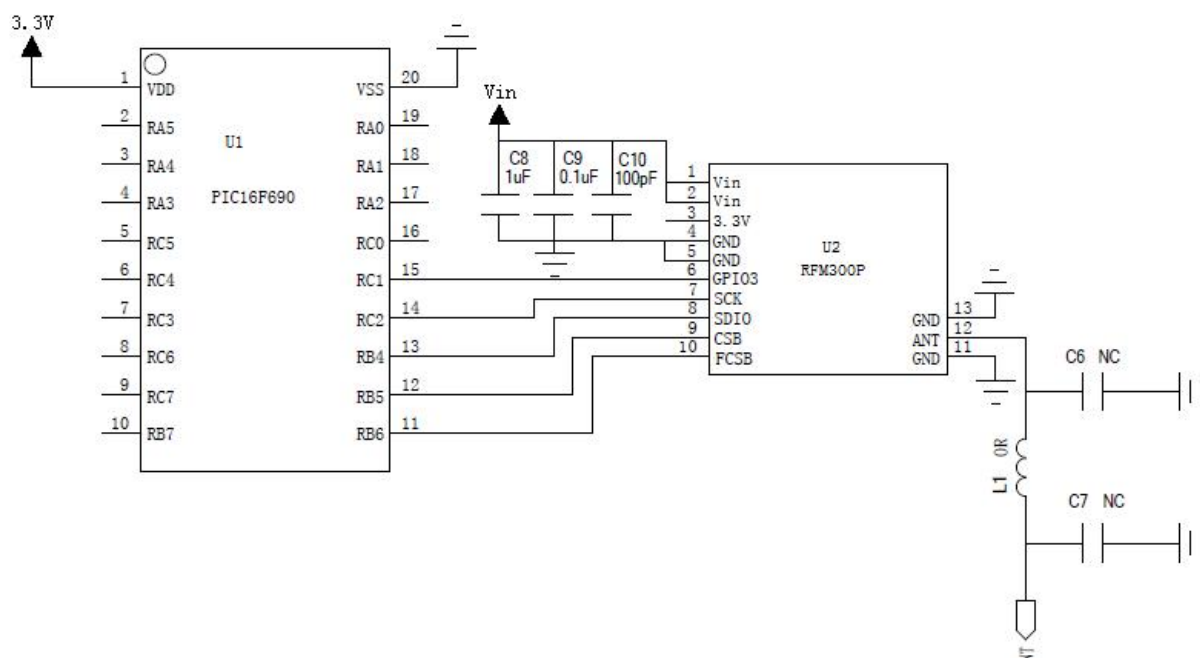 3.3V
1 VDD
2 RA5
3 RA4
4 RA3
5 RC5
6 RC4
7 RC3
8 RC6
9 RC7
10 RB7
U1
PIC16F690
VSS 20
RA0 19
RA1 18
RA2 17
RC0 16
RC1 15
RC2 14
RB4 13
RB5 12
RB6 11
Vin
C8
1uF
C9
0.1uF
C10
100pF
1 Vin
2 Vin
3 3.3V
4 GND
5 GND
6 GPIO3
7 SCK
8 SDIO
9 CSB
10 FCSB
U2
RFM300P
GND 13
ANT 12
GND 11
C6 NC
L1 0R
C7 NC